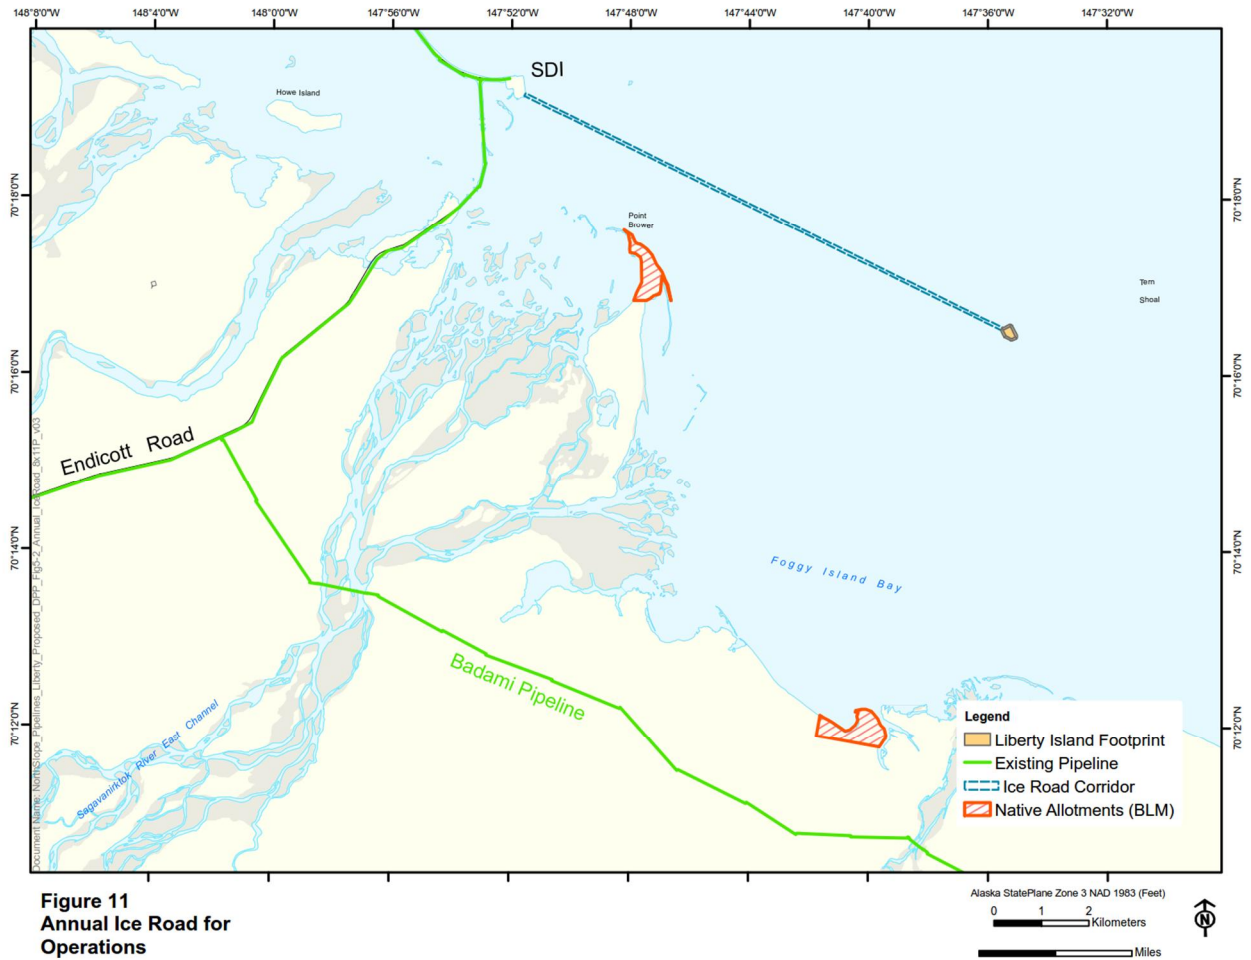 148°8'0"W 148°4'0"W 148°0'0"W 147°56'0"W 147°52'0"W 147°48'0"W 147°44'0"W 147°40'0"W 147°36'0"W 147°32'0"W
SDI
Howe Island
70°18'0"N
70°18'0"N
Point
Brower
Tern
Shoal
70°16'0"N
70°16'0"N
Endicott Road
70°14'0"N
70°14'0"N
Foggy Island Bay
Badami Pipeline
70°12'0"N
70°12'0"N
Sagavanirktok River East Channel
Document Name: NorthSlope_Pipelines_Liberty_Proposed_DPP_Fig5-2_Annual_IceRoad_8x11P_v03
Legend
Liberty Island Footprint
Existing Pipeline
Ice Road Corridor
Native Allotments (BLM)
Figure 11
Annual Ice Road for
Operations
Alaska StatePlane Zone 3 NAD 1983 (Feet)
0 1 2
Kilometers
Miles
N